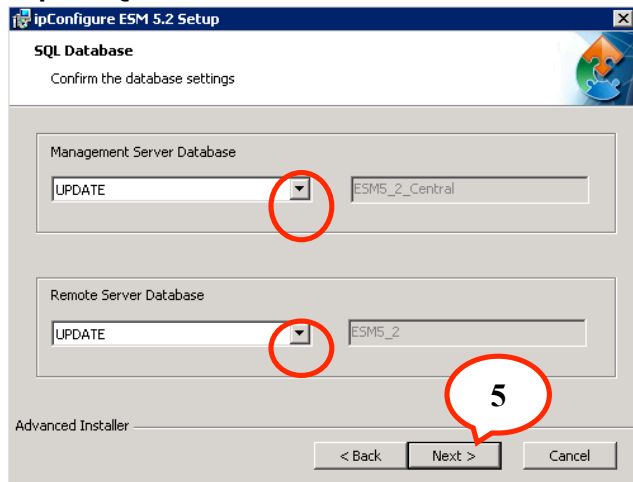 ipConfigure ESM 5.2 Setup
SQL Database
Confirm the database settings
Management Server Database
UPDATE
ESM5_2_Central
Remote Server Database
UPDATE
ESM5_2
5
Advanced Installer
< Back
Next >
Cancel